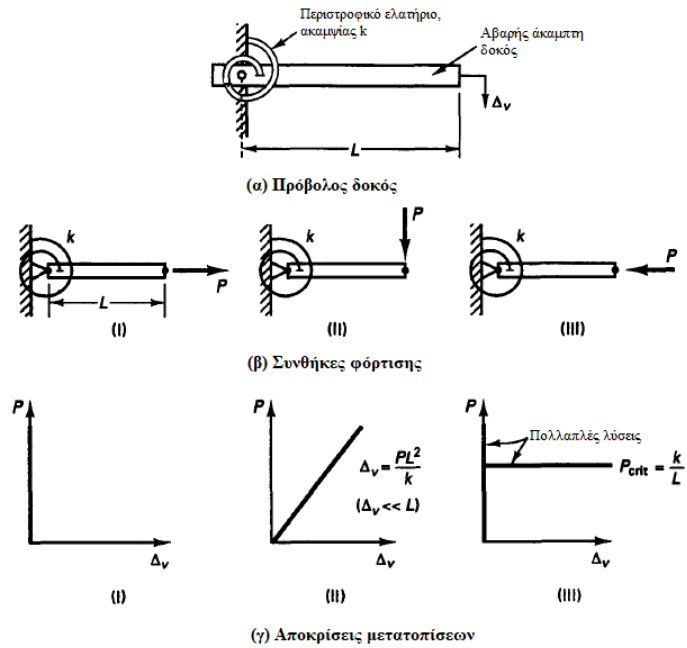 Περιστροφικό ελατήριο,
ακαμψίας k
Αβαρής άκαμπτη
δοκός
Δv
L
(α) Πρόβολος δοκός
k
P
L
(I)
k
P
(II)
k
P
(III)
(β) Συνθήκες φόρτισης
P
Δv
(I)
P
Δv = PL²/k
(Δv << L)
Δv
(II)
P
Πολλαπλές λύσεις
Pcrit = k/L
Δv
(III)
(γ) Αποκρίσεις μετατοπίσεων